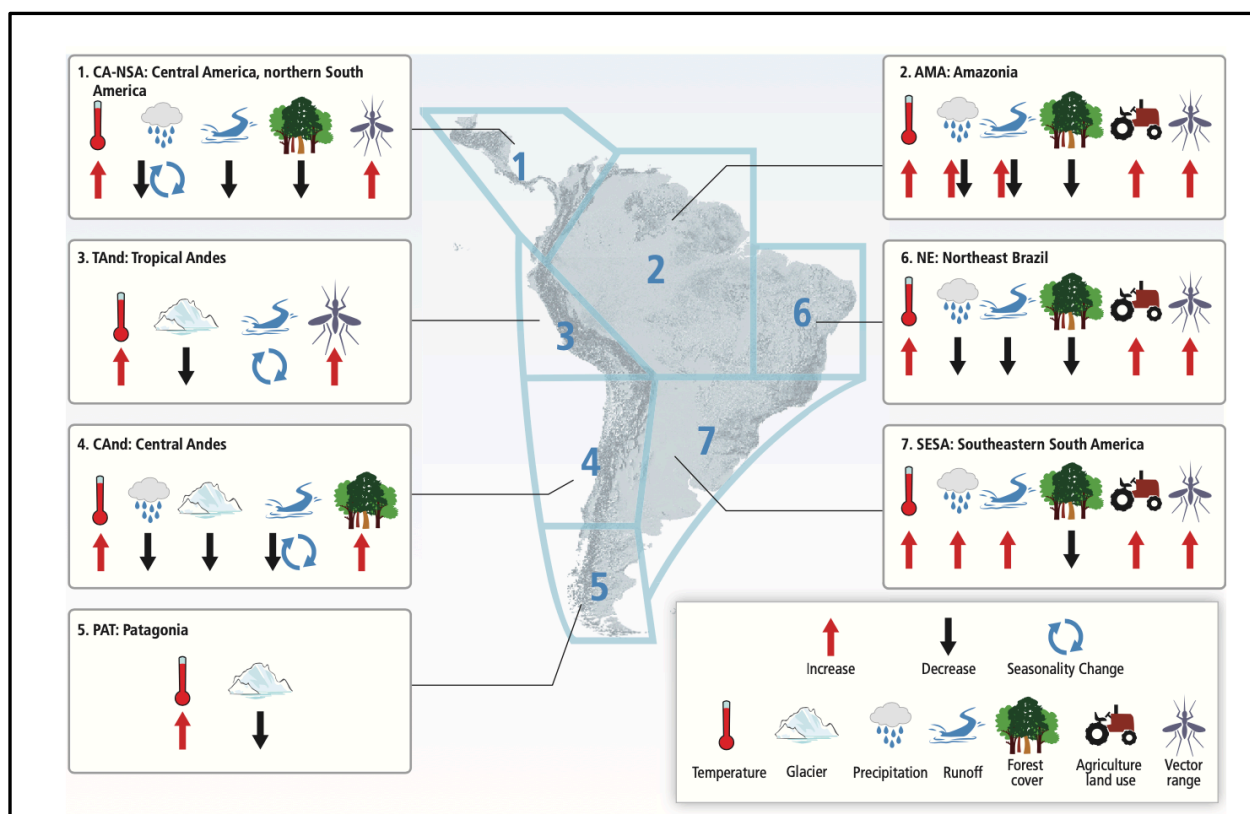 1. CA-NSA: Central America, northern South
America
2. AMA: Amazonia
3. TAnd: Tropical Andes
6. NE: Northeast Brazil
4. CAnd: Central Andes
7. SESA: Southeastern South America
5. PAT: Patagonia
1
2
3
6
4
7
5
Increase
Decrease
Seasonality Change
Temperature
Glacier
Precipitation
Runoff
Forest
cover
Agriculture
land use
Vector
range